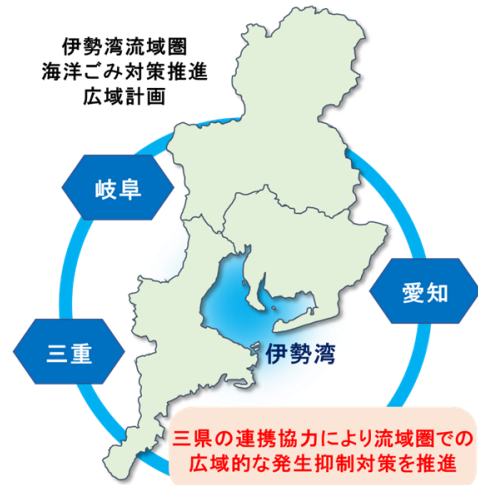 伊勢湾流域圏
海洋ごみ対策推進
広域計画
岐阜
愛知
三重
伊勢湾
三県の連携協力により流域圏での
広域的な発生抑制対策を推進